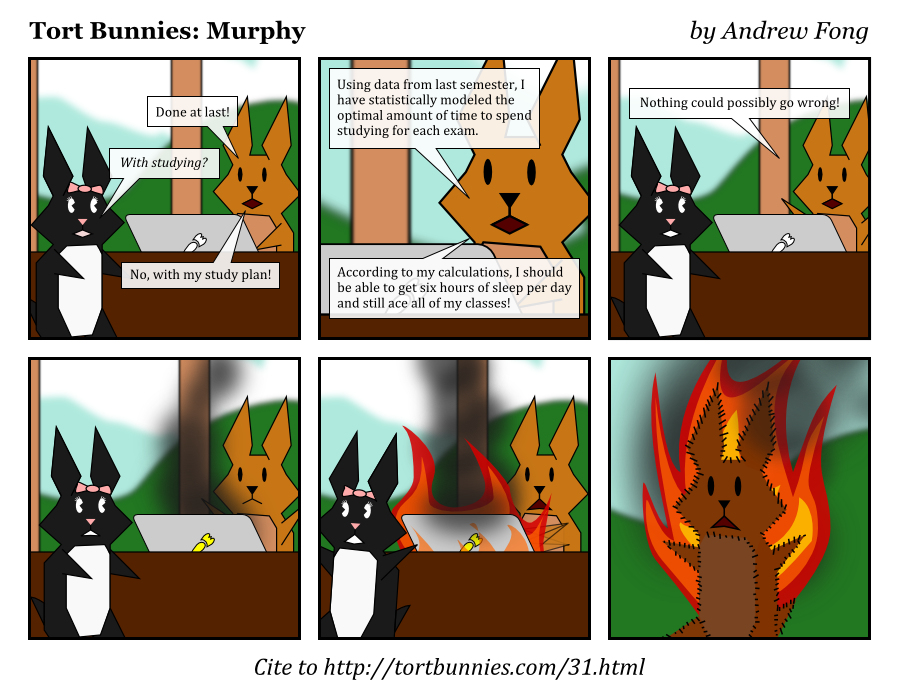 Tort Bunnies: Murphy
by Andrew Fong
Done at last!
With studying?
No, with my study plan!
Using data from last semester, I
have statistically modeled the
optimal amount of time to spend
studying for each exam.
According to my calculations, I should
be able to get six hours of sleep per day
and still ace all of my classes!
Nothing could possibly go wrong!
Cite to http://tortbunnies.com/31.html